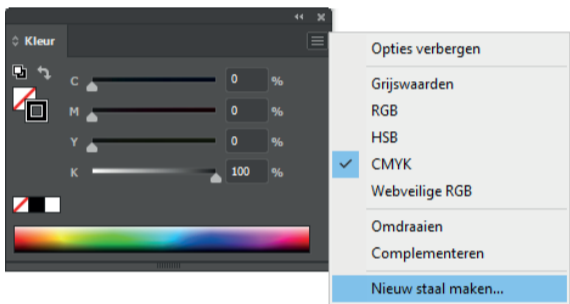 Kleur
C 0 %
M 0 %
Y 0 %
K 100 %
Opties verbergen
Grijswaarden
RGB
HSB
CMYK
Webveilige RGB
Omdraaien
Complementeren
Nieuw staal maken...